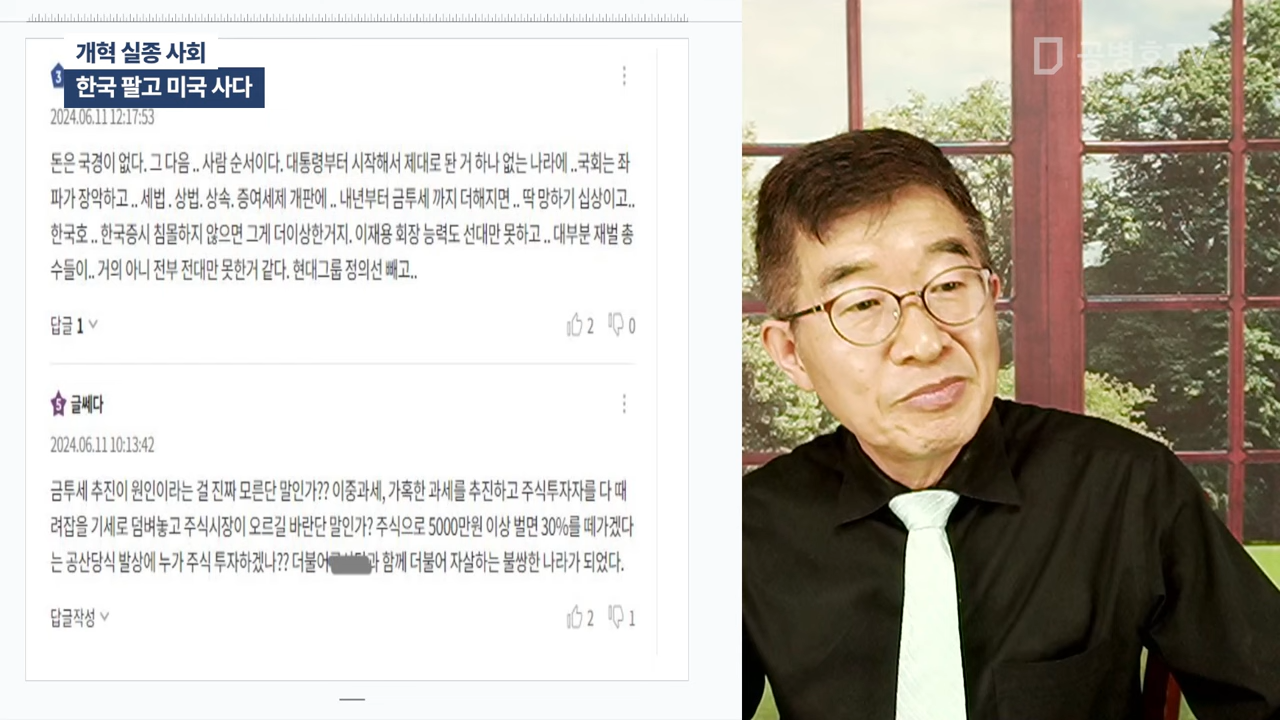 개혁 실종 사회
한국 팔고 미국 사다
3
2024.06.11 12:17:53
돈은 국경이 없다. 그 다음 .. 사람 순서이다. 대통령부터 시작해서 제대로 돤 거 하나 없는 나라에 ..국회는 좌
파가 장악하고 .. 세법 . 상법. 상속. 증여세제 개판에 .. 내년부터 금투세 까지 더해지면 .. 딱 망하기 십상이고..
한국호 .. 한국증시 침몰하지 않으면 그게 더이상한거지. 이재용 회장 능력도 선대만 못하고 .. 대부분 재벌 총
수들이.. 거의 아니 전부 전대만 못한거 같다. 현대그룹 정의선 빼고..
답글 1
2 0
5 글쎄다
2024.06.11 10:13:42
금투세 추진이 원인이라는 걸 진짜 모른단 말인가?? 이중과세, 가혹한 과세를 추진하고 주식투자자를 다 때
려잡을 기세로 덤벼놓고 주식시장이 오르길 바란단 말인가? 주식으로 5000만원 이상 벌면 30%를 떼가겠다
는 공산당식 발상에 누가 주식 투자하겠나?? 더불어 과 함께 더불어 자살하는 불쌍한 나라가 되었다.
답글작성
2 1
공병호